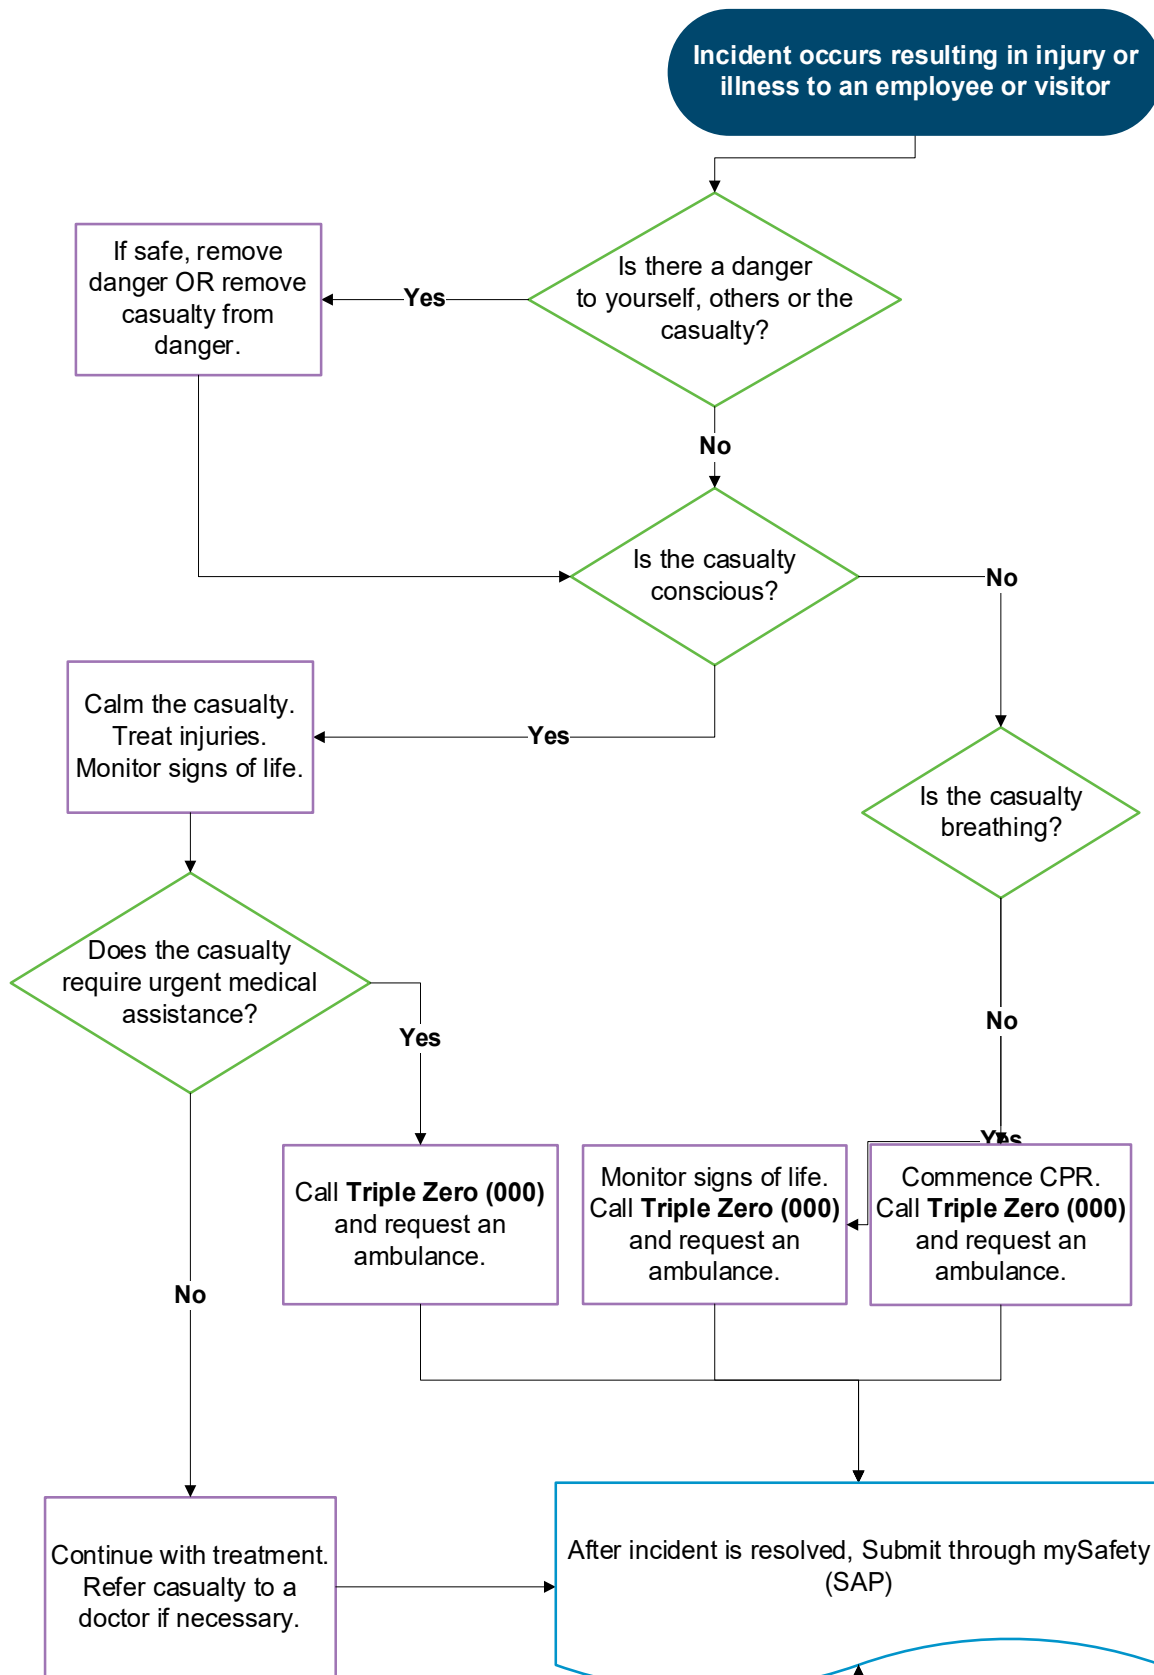 Incident occurs resulting in injury or
illness to an employee or visitor
Is there a danger
to yourself, others or the
casualty?
Yes
If safe, remove
danger OR remove
casualty from
danger.
No
Is the casualty
conscious?
No
Yes
Calm the casualty.
Treat injuries.
Monitor signs of life.
Is the casualty
breathing?
Does the casualty
require urgent medical
assistance?
Yes
No
Yes
Call Triple Zero (000)
and request an
ambulance.
Monitor signs of life.
Call Triple Zero (000)
and request an
ambulance.
Commence CPR.
Call Triple Zero (000)
and request an
ambulance.
No
Continue with treatment.
Refer casualty to a
doctor if necessary.
After incident is resolved, Submit through mySafety
(SAP)